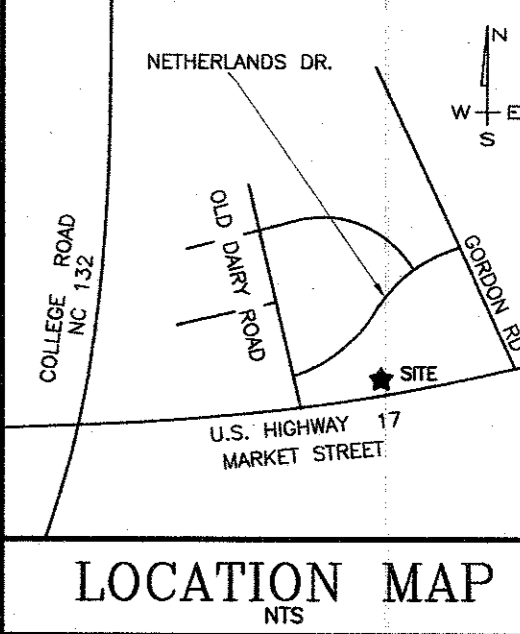 NETHERLANDS DR.
N
W E
S
OLD DAIRY ROAD
COLLEGE ROAD
NC 132
GORDON RD
SITE
U.S. HIGHWAY 17
MARKET STREET
LOCATION MAP
NTS